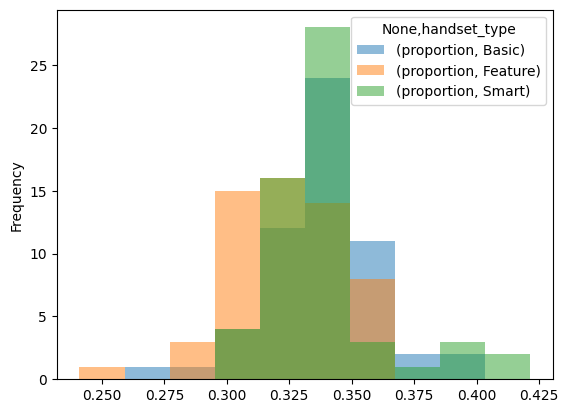 None,handset_type
(proportion, Basic)
(proportion, Feature)
(proportion, Smart)
Frequency
25
20
15
10
5
0
0.250 0.275 0.300 0.325 0.350 0.375 0.400 0.425